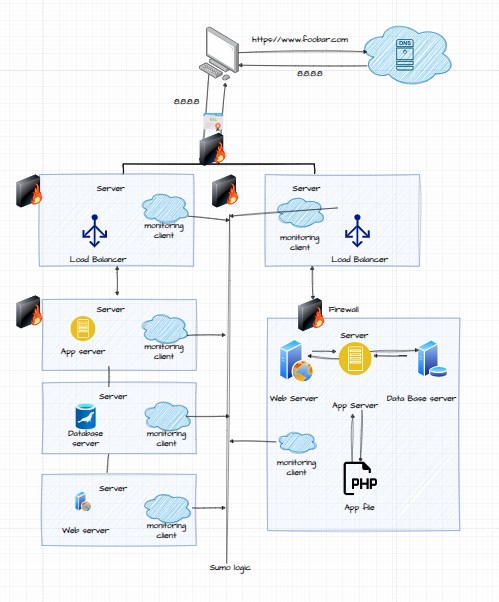 https://www.foobar.com
DNS
8.8.8.8
8.8.8.8
SSL
Server
monitoring
client
Load Balancer
Server
monitoring
client
Load Balancer
Server
App server
monitoring
client
Firewall
Server
Web Server
App Server
Data Base server
Server
Database
server
monitoring
client
monitoring
client
PHP
App file
Server
Web server
monitoring
client
Sumo logic